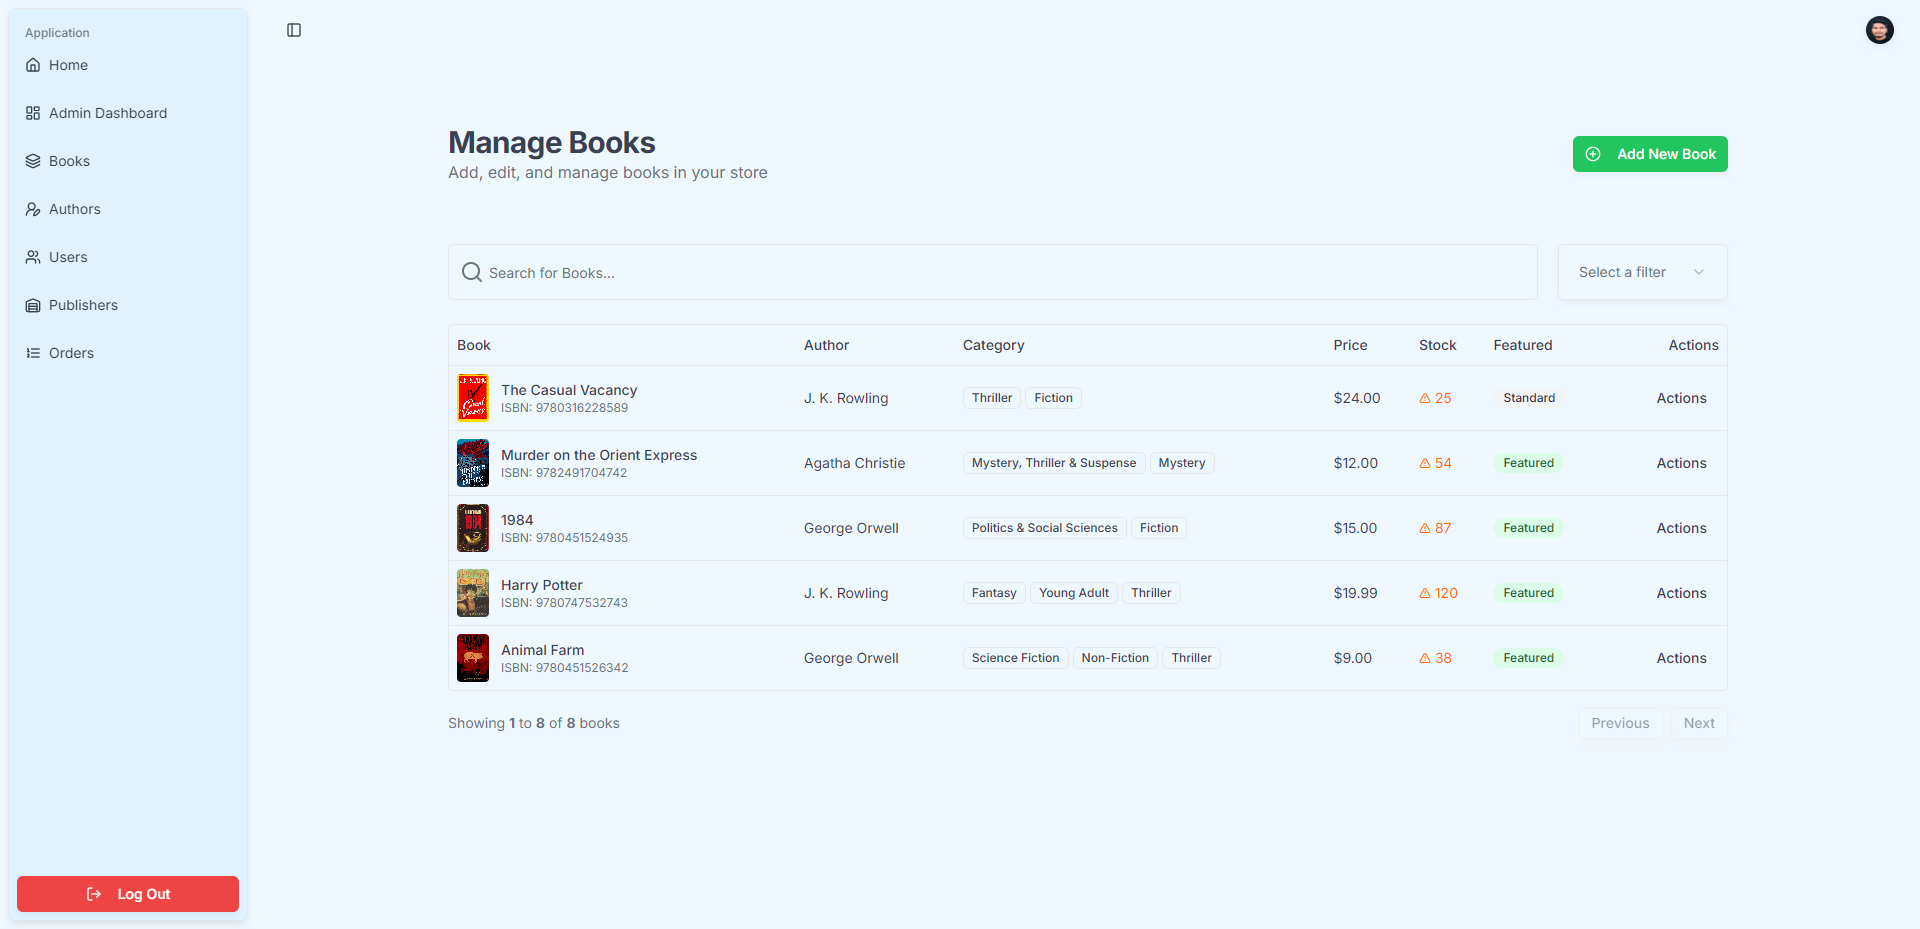 Application
Home
Admin Dashboard
Books
Authors
Users
Publishers
Orders
Log Out
Manage Books
Add, edit, and manage books in your store
Add New Book
Search for Books...
Select a filter
Book Author Category Price Stock Featured Actions
The Casual Vacancy
ISBN: 9780316228589
J. K. Rowling Thriller Fiction $24.00 25 Standard Actions
Murder on the Orient Express
ISBN: 9782491704742
Agatha Christie Mystery, Thriller & Suspense Mystery $12.00 54 Featured Actions
1984
ISBN: 9780451524935
George Orwell Politics & Social Sciences Fiction $15.00 87 Featured Actions
Harry Potter
ISBN: 9780747532743
J. K. Rowling Fantasy Young Adult Thriller $19.99 120 Featured Actions
Animal Farm
ISBN: 9780451526342
George Orwell Science Fiction Non-Fiction Thriller $9.00 38 Featured Actions
Showing 1 to 8 of 8 books
Previous Next